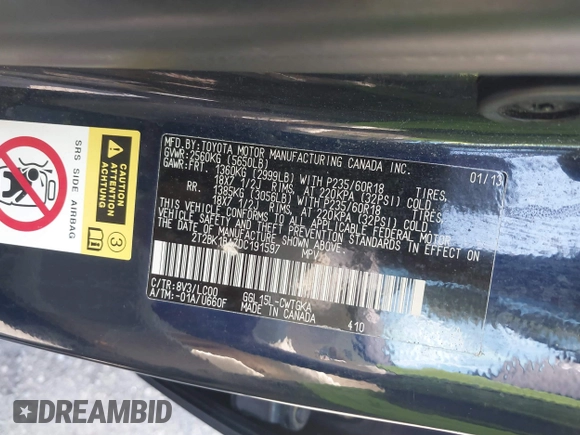 MFD.BY:TOYOTA MOTOR MANUFACTURING CANADA INC.
GVWR:2560KG (5650LB) 01/13
GAWR:FRT. 1360KG (2999LB) WITH P235/60R18 TIRES,
18X7 1/2J RIMS, AT 220KPA (32PSI) COLD
RR. 1385KG (3056LB) WITH P235/60R18 TIRES,
18X7 1/2J RIMS, AT 220KPA (32PSI) COLD.
THIS VEHICLE CONFORMS TO ALL APPLICABLE FEDERAL MOTOR
VEHICLE SAFETY AND THEFT PREVENTION STANDARDS IN EFFECT ON
THE DATE OF MANUFACTURE SHOWN ABOVE.
MPV
C/TR:8V3/LC00 GGL15L-CWTGKA
A/TM:-01A/U660F MADE IN CANADA 410
SRS SIDE AIRBAG
ATTENTION
ACHTUNG
3
DREAMBID